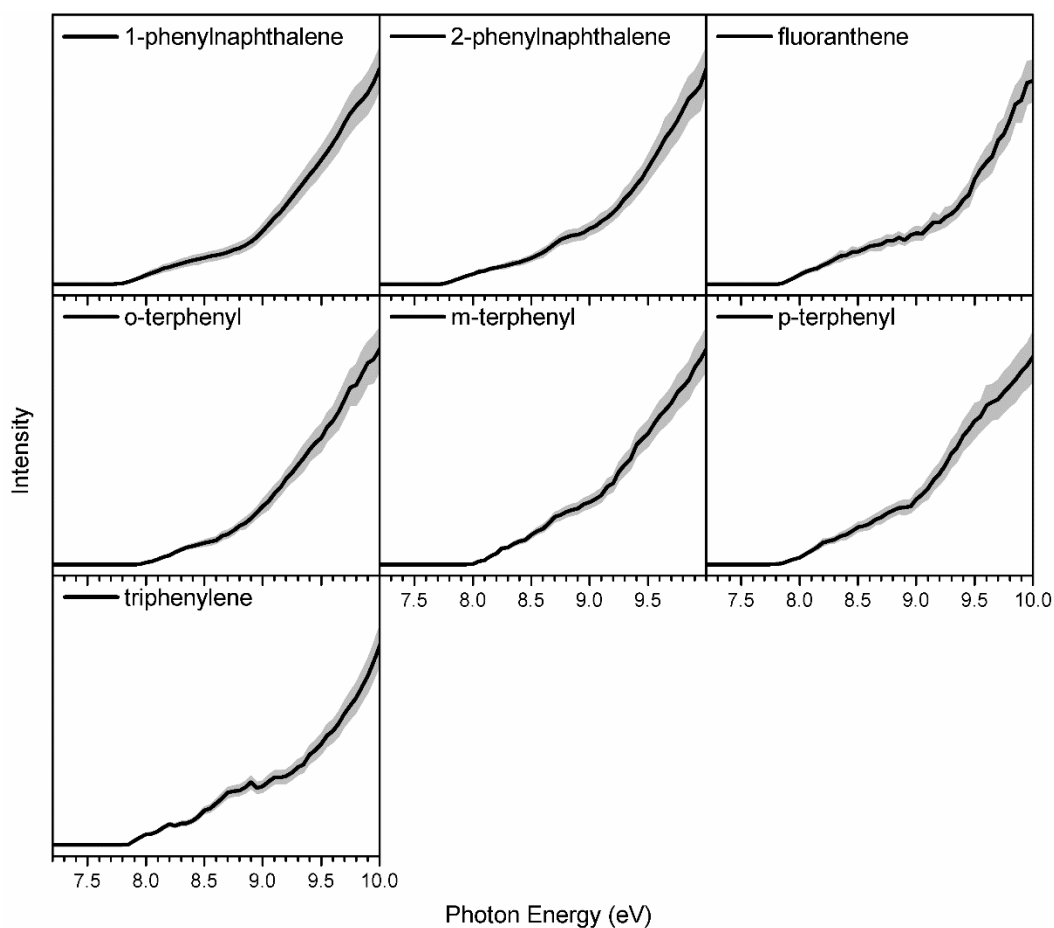 1-phenylnaphthalene
2-phenylnaphthalene
fluoranthene
o-terphenyl
m-terphenyl
p-terphenyl
Intensity
7.5 8.0 8.5 9.0 9.5
7.5 8.0 8.5 9.0 9.5 10.0
triphenylene
7.5 8.0 8.5 9.0 9.5 10.0
Photon Energy (eV)